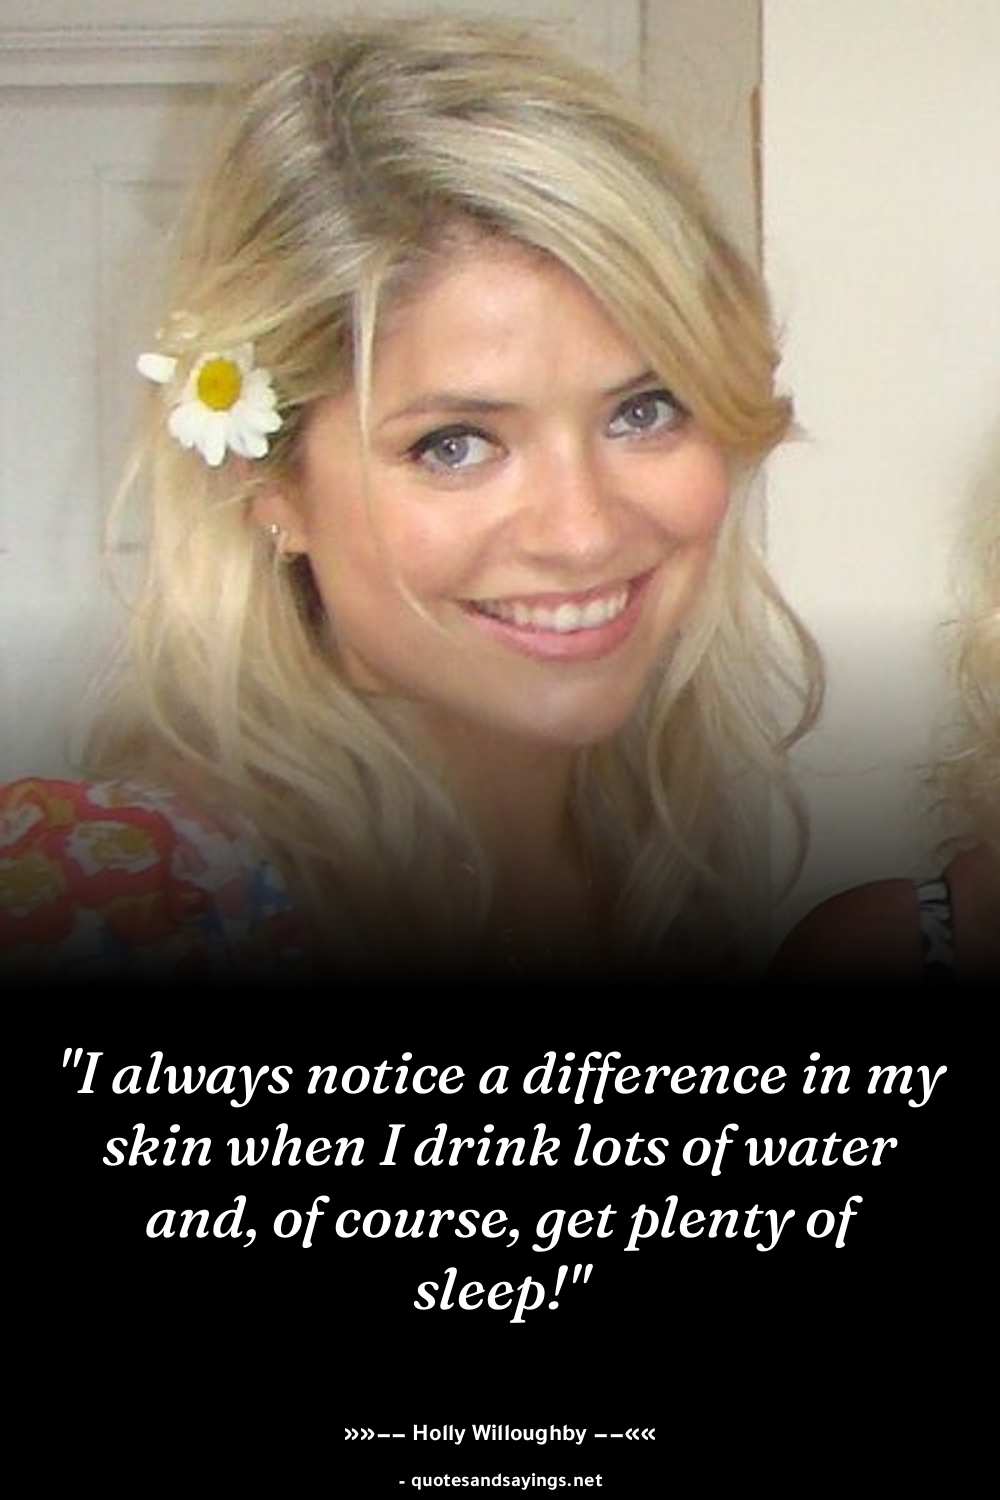 "I always notice a difference in my
skin when I drink lots of water
and, of course, get plenty of
sleep!"
»»–– Holly Willoughby ––««
- quotesandsayings.net